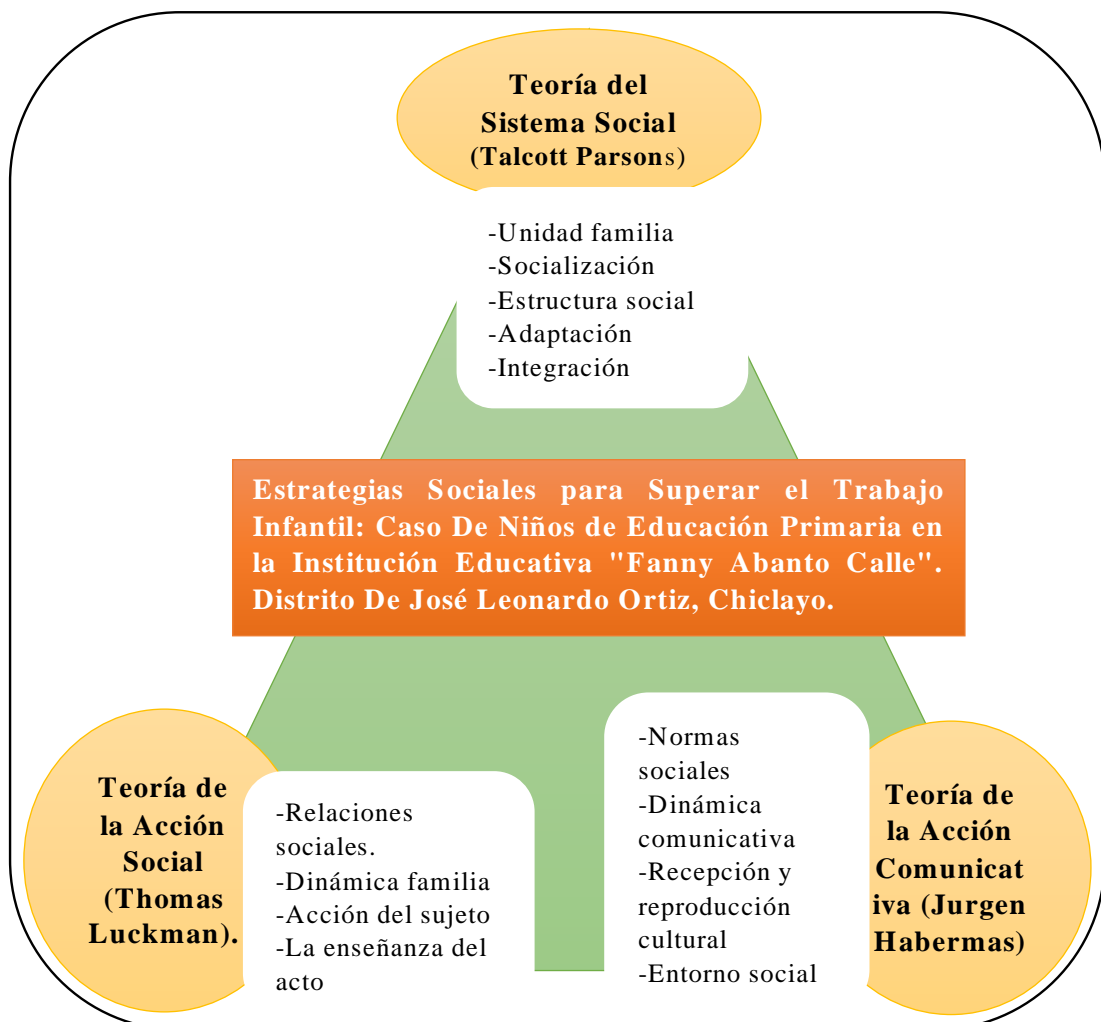 Teoría del
Sistema Social
(Talcott Parsons)
-Unidad familia
-Socialización
-Estructura social
-Adaptación
-Integración
Estrategias Sociales para Superar el Trabajo
Infantil: Caso De Niños de Educación Primaria en
la Institución Educativa "Fanny Abanto Calle".
Distrito De José Leonardo Ortiz, Chiclayo.
Teoría de
la Acción
Social
(Thomas
Luckman).
-Relaciones
sociales.
-Dinámica familia
-Acción del sujeto
-La enseñanza del
acto
-Normas
sociales
-Dinámica
comunicativa
-Recepción y
reproducción
cultural
-Entorno social
Teoría de
la Acción
Comunicat
iva (Jurgen
Habermas)